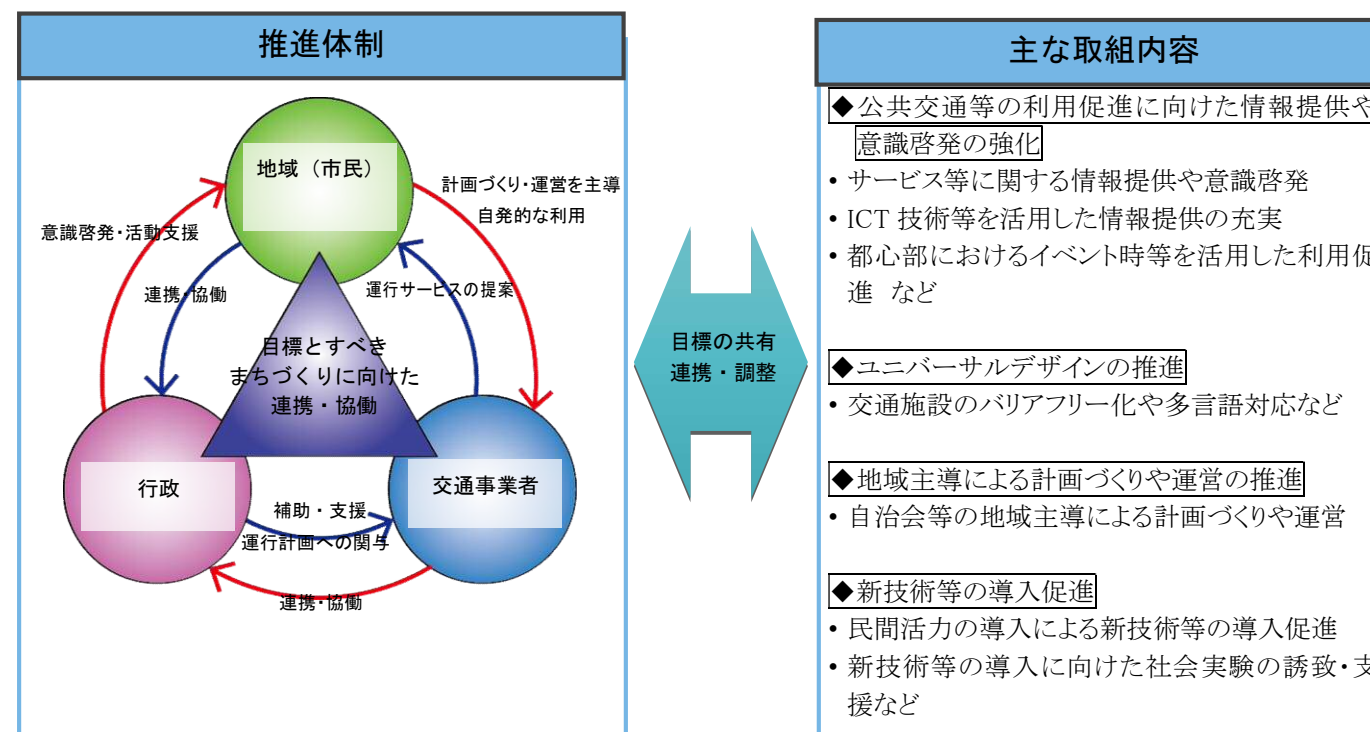 推進体制
地域（市民）
計画づくり・運営を主導
自発的な利用
意識啓発・活動支援
連携・協働
運行サービスの提案
目標とすべき
まちづくりに向けた
連携・協働
行政
交通事業者
補助・支援
運行計画への関与
連携・協働
目標の共有
連携・調整
主な取組内容
◆公共交通等の利用促進に向けた情報提供や
意識啓発の強化
• サービス等に関する情報提供や意識啓発
• ICT 技術等を活用した情報提供の充実
• 都心部におけるイベント時等を活用した利用促
進 など
◆ユニバーサルデザインの推進
• 交通施設のバリアフリー化や多言語対応など
◆地域主導による計画づくりや運営の推進
• 自治会等の地域主導による計画づくりや運営
◆新技術等の導入促進
• 民間活力の導入による新技術等の導入促進
• 新技術等の導入に向けた社会実験の誘致・支
援など